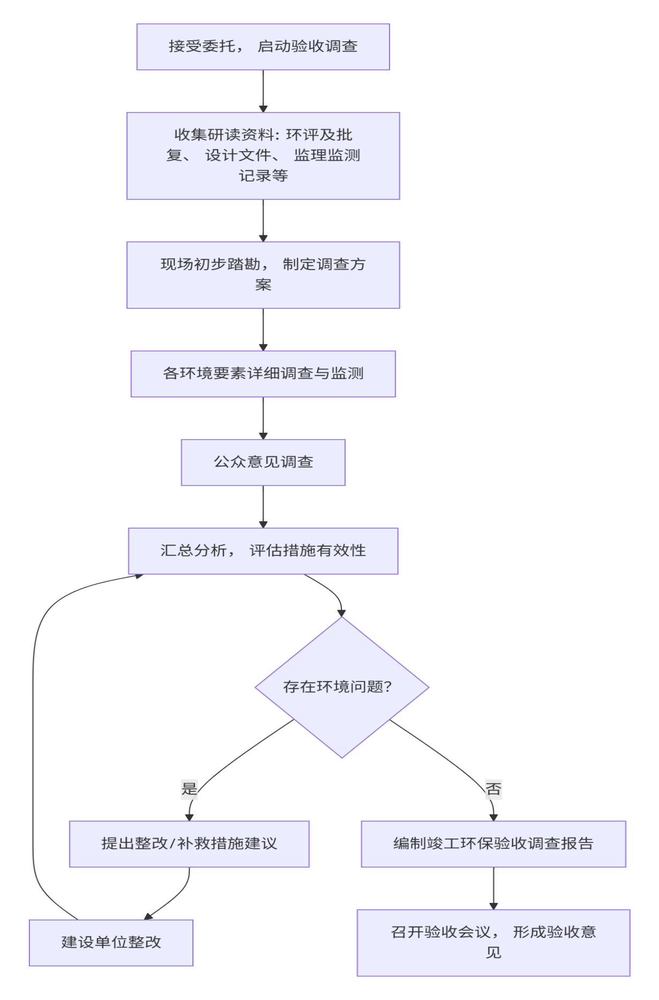 接受委托， 启动验收调查
收集研读资料: 环评及批
复、 设计文件、 监理监测
记录等
现场初步踏勘， 制定调查方
案
各环境要素详细调查与监测
公众意见调查
汇总分析， 评估措施有效性
存在环境问题?
是
否
提出整改/补救措施建议
编制竣工环保验收调查报告
建设单位整改
召开验收会议， 形成验收意
见